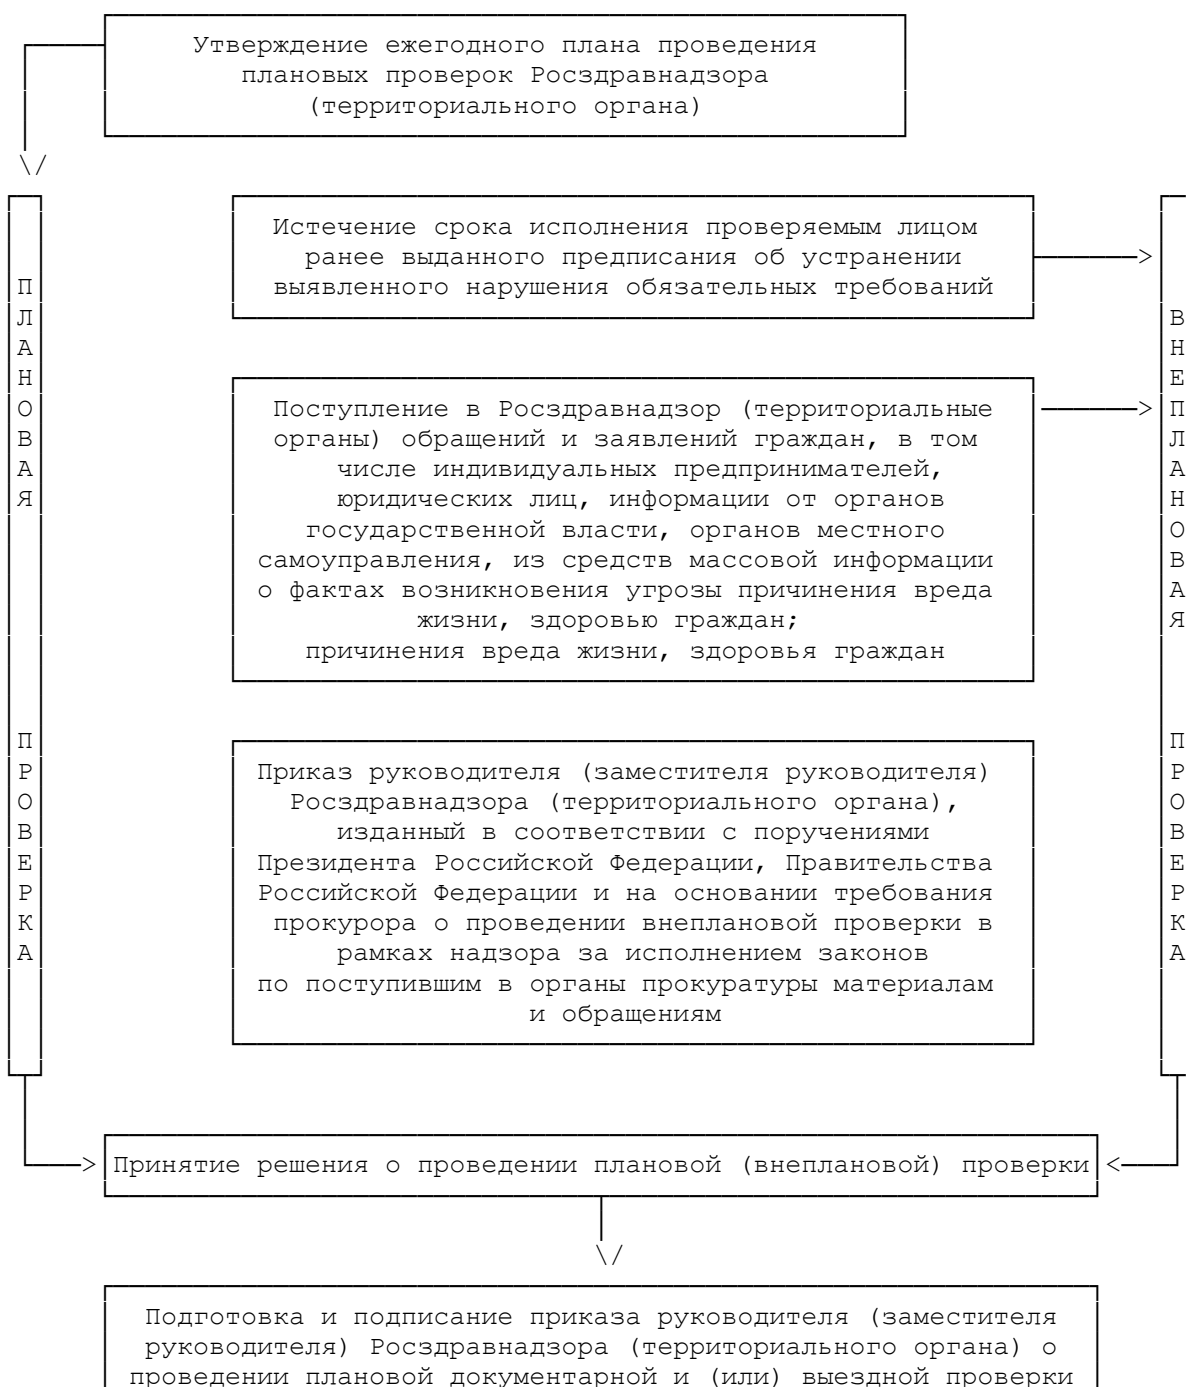 Утверждение ежегодного плана проведения
плановых проверок Росздравнадзора
(территориального органа)
ПЛАНОВАЯ ПРОВЕРКА
Истечение срока исполнения проверяемым лицом
ранее выданного предписания об устранении
выявленного нарушения обязательных требований
Поступление в Росздравнадзор (территориальные
органы) обращений и заявлений граждан, в том
числе индивидуальных предпринимателей,
юридических лиц, информации от органов
государственной власти, органов местного
самоуправления, из средств массовой информации
о фактах возникновения угрозы причинения вреда
жизни, здоровью граждан;
причинения вреда жизни, здоровья граждан
Приказ руководителя (заместителя руководителя)
Росздравнадзора (территориального органа),
изданный в соответствии с поручениями
Президента Российской Федерации, Правительства
Российской Федерации и на основании требования
прокурора о проведении внеплановой проверки в
рамках надзора за исполнением законов
по поступившим в органы прокуратуры материалам
и обращениям
ВНЕПЛАНОВАЯ ПРОВЕРКА
Принятие решения о проведении плановой (внеплановой) проверки
Подготовка и подписание приказа руководителя (заместителя
руководителя) Росздравнадзора (территориального органа) о
проведении плановой документарной и (или) выездной проверки